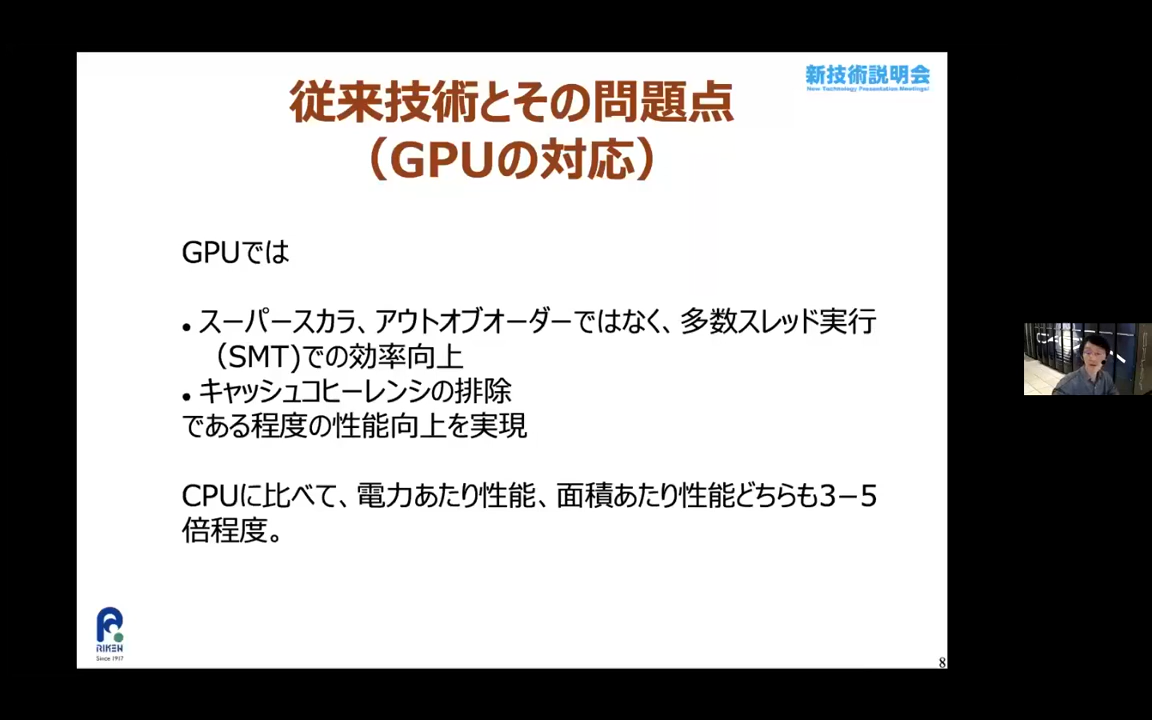 新技術説明会
New Technology Presentation Meetings!
従来技術とその問題点
（GPUの対応）
GPUでは
• スーパースカラ、アウトオブオーダーではなく、多数スレッド実行
（SMT)での効率向上
• キャッシュコヒーレンシの排除
である程度の性能向上を実現
CPUに比べて、電力あたり性能、面積あたり性能どちらも3−5
倍程度。
RIKEN
Since 1917
8